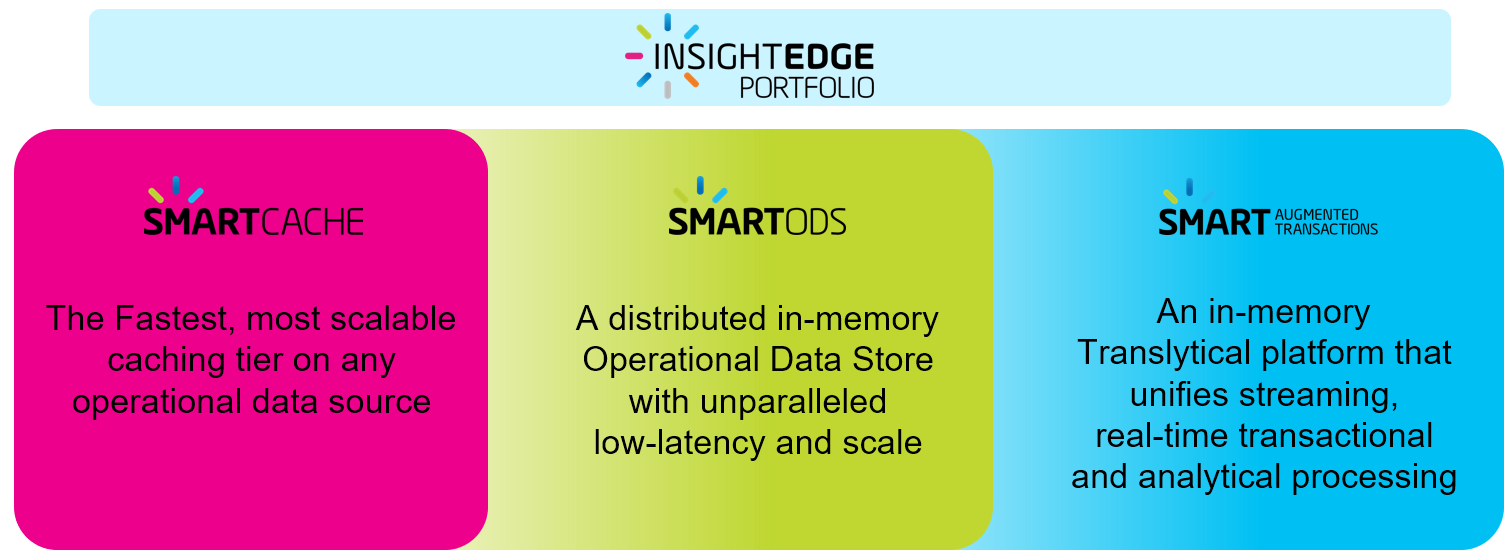 INSIGHTEDGE
PORTFOLIO
SMARTCACHE
The Fastest, most scalable
caching tier on any
operational data source
SMARTODS
A distributed in-memory
Operational Data Store
with unparalleled
low-latency and scale
SMART AUGMENTED
TRANSACTIONS
An in-memory
Translytical platform that
unifies streaming,
real-time transactional
and analytical processing